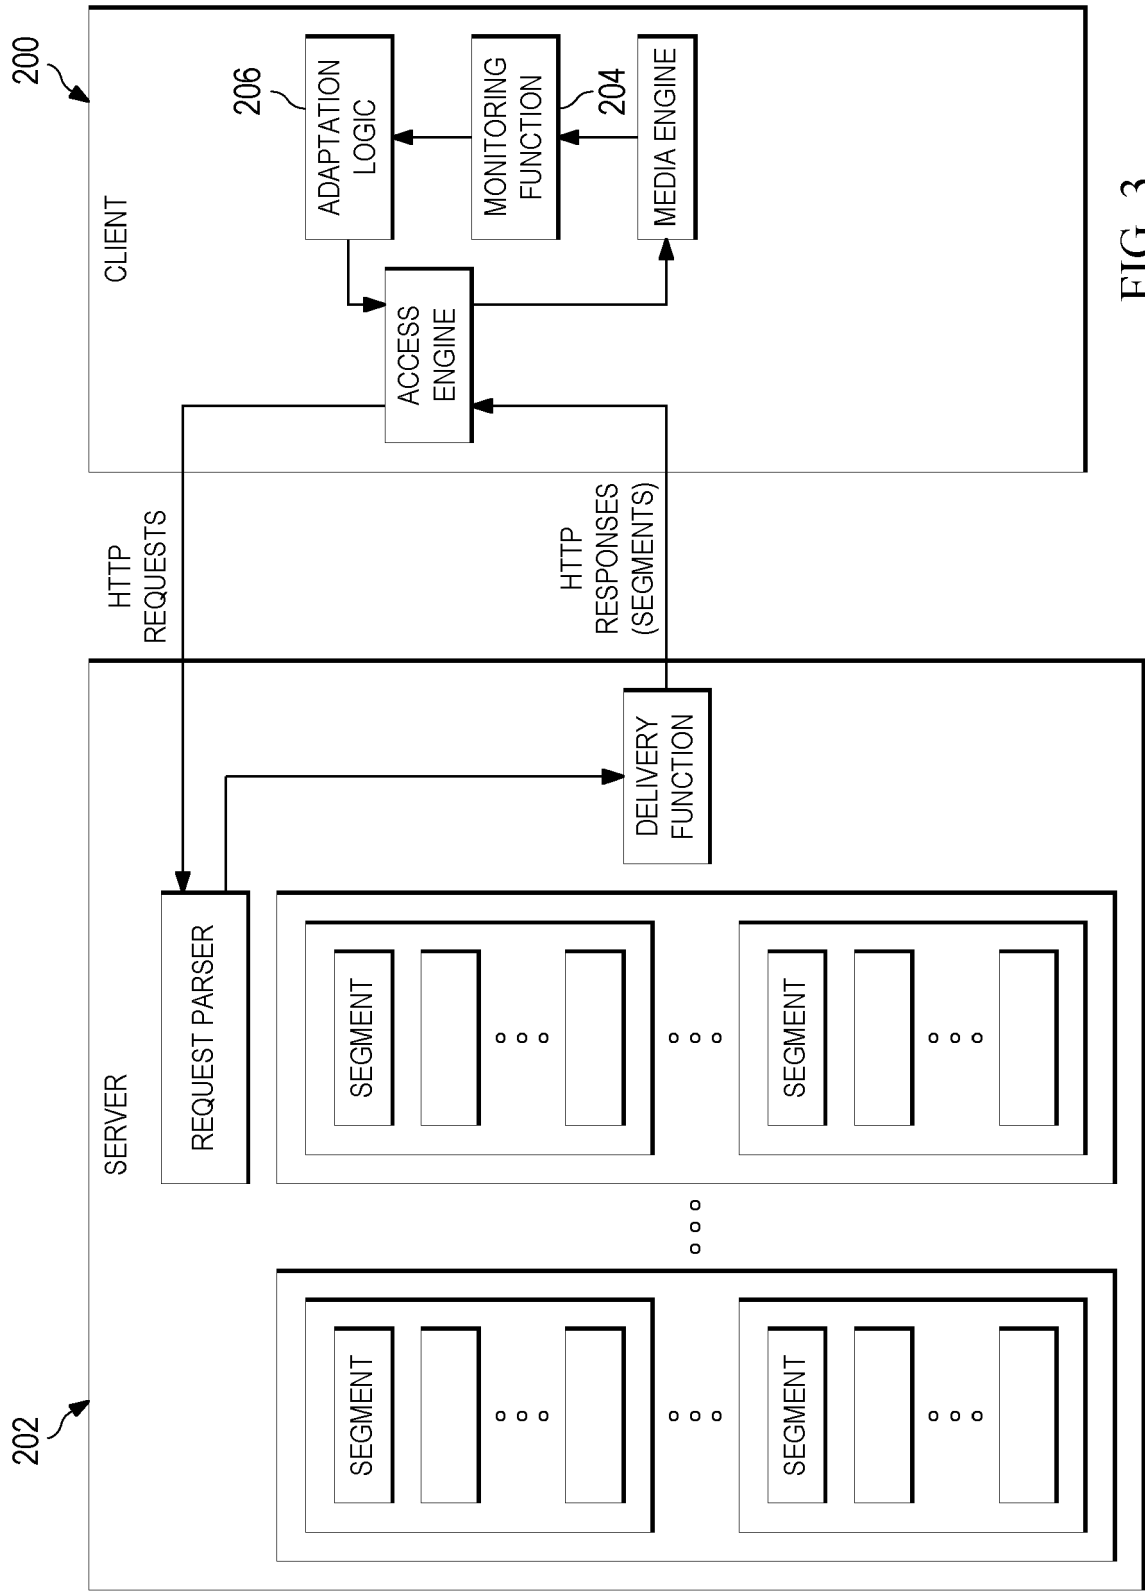 202
200
SERVER
CLIENT
REQUEST PARSER
HTTP
REQUESTS
206
ADAPTATION
LOGIC
ACCESS
ENGINE
MONITORING
FUNCTION
204
MEDIA ENGINE
HTTP
RESPONSES
(SEGMENTS)
DELIVERY
FUNCTION
SEGMENT
SEGMENT
SEGMENT
SEGMENT
FIG. 3